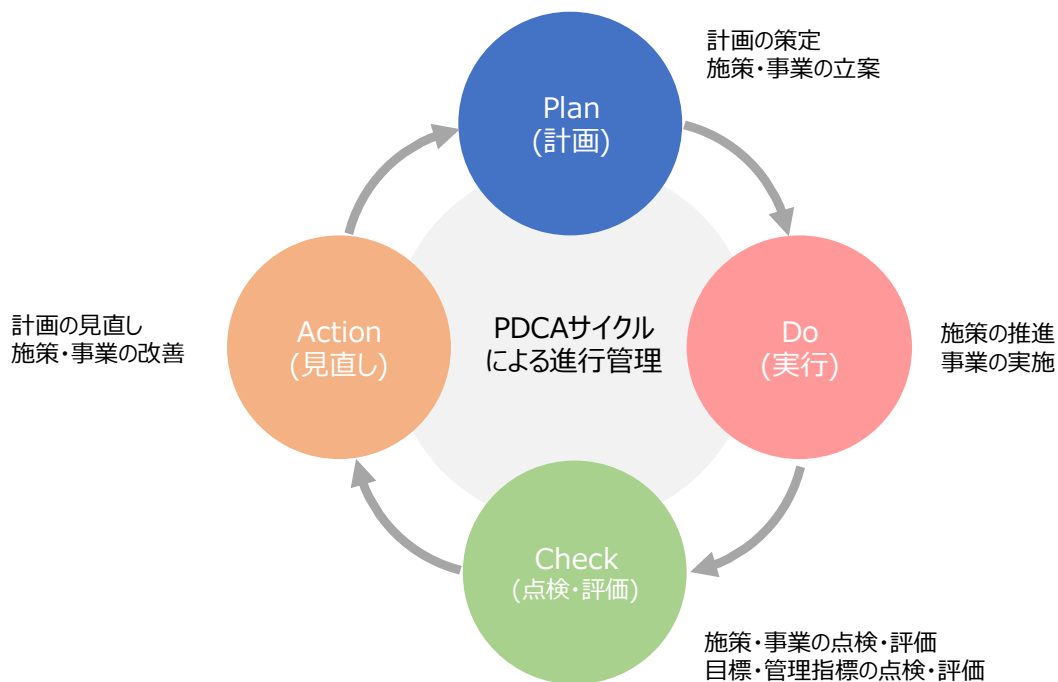 計画の策定
施策・事業の立案
Plan
(計画)
計画の見直し
施策・事業の改善
Action
(見直し)
PDCAサイクル
による進行管理
Do
(実行)
施策の推進
事業の実施
Check
(点検・評価)
施策・事業の点検・評価
目標・管理指標の点検・評価